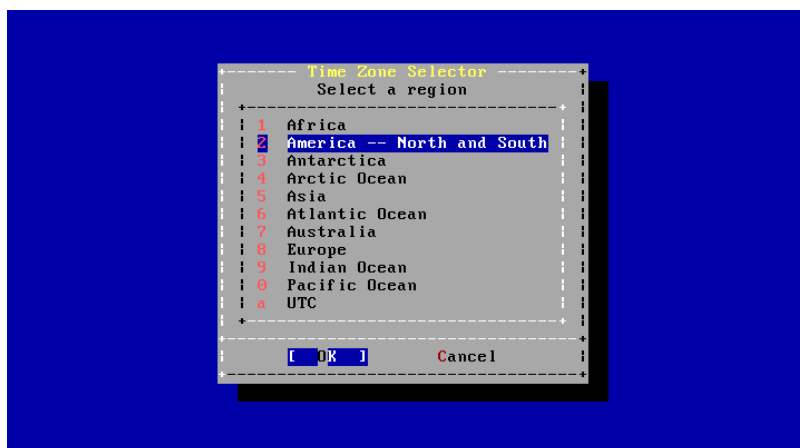 Time Zone Selector
Select a region
1 Africa
2 America -- North and South
3 Antarctica
4 Arctic Ocean
5 Asia
6 Atlantic Ocean
7 Australia
8 Europe
9 Indian Ocean
0 Pacific Ocean
a UTC
[ OK ] Cancel